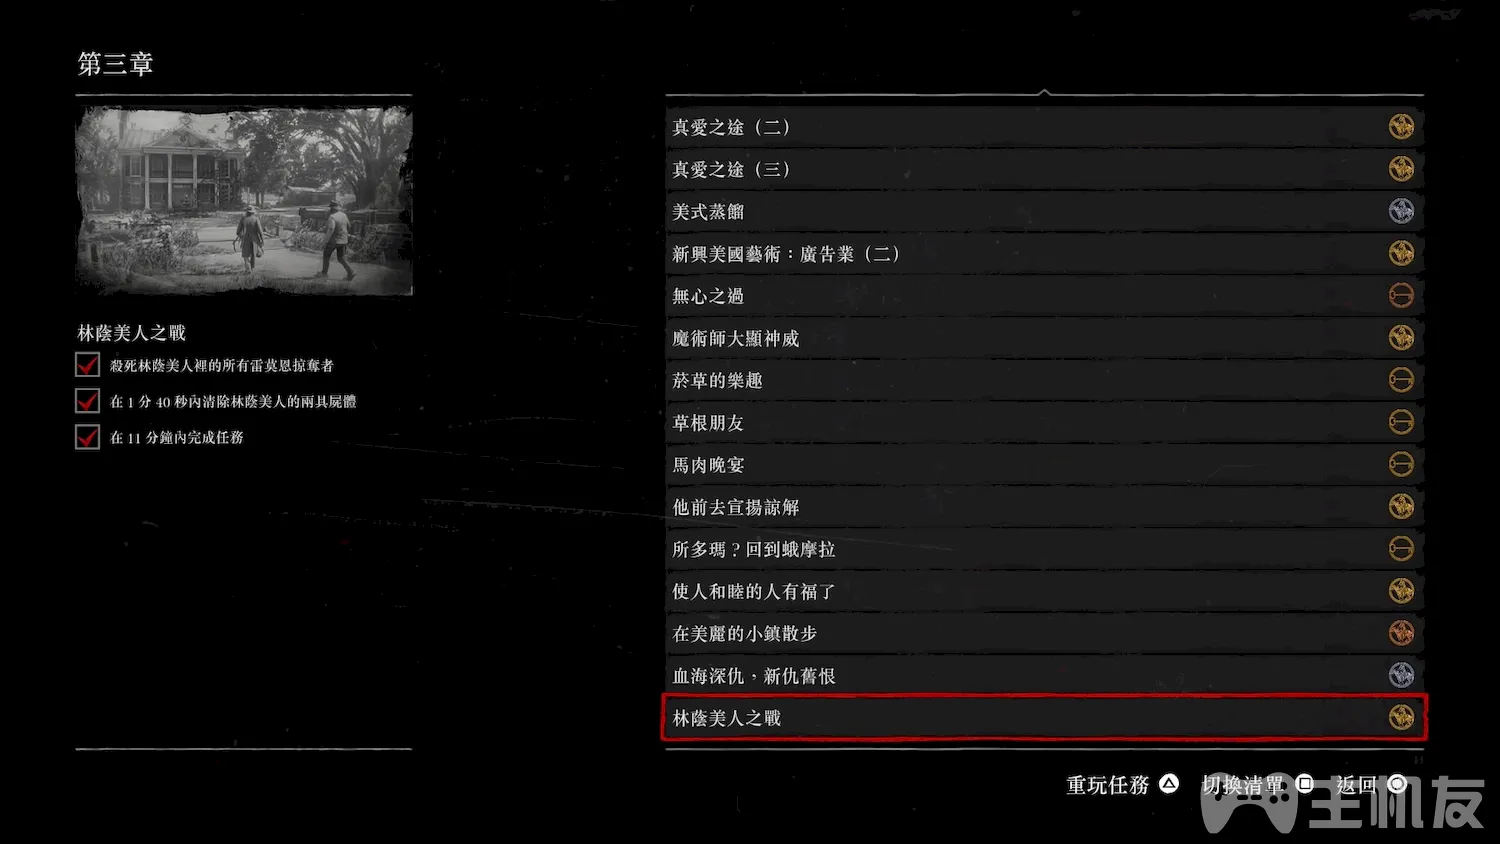 第三章
林蔭美人之戰
殺死林蔭美人裡的所有雷莫恩掠奪者
在 1 分 40 秒內清除林蔭美人的兩具屍體
在 11 分鐘內完成任務
真愛之途（二）
真愛之途（三）
美式蒸餾
新興美國藝術：廣告業（二）
無心之過
魔術師大顯神威
菸草的樂趣
草根朋友
馬肉晚宴
他前去宣揚諒解
所多瑪？回到蛾摩拉
使人和睦的人有福了
在美麗的小鎮散步
血海深仇，新仇舊恨
林蔭美人之戰
重玩任務 切換清單 返回
主机友